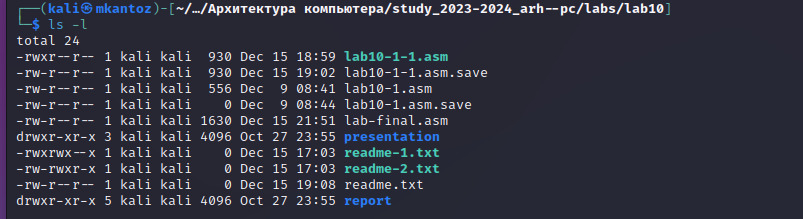 ┌──(kali㉿mkantoz)-[~/…/Архитектура компьютера/study_2023-2024_arh--pc/labs/lab10]
└─$ ls -l
total 24
-rwxr--r-- 1 kali kali  930 Dec 15 18:59 lab10-1-1.asm
-rw-r--r-- 1 kali kali  930 Dec 15 19:02 lab10-1-1.asm.save
-rw-r--r-- 1 kali kali  556 Dec  9 08:41 lab10-1.asm
-rw-r--r-- 1 kali kali    0 Dec  9 08:44 lab10-1.asm.save
-rw-r--r-- 1 kali kali 1630 Dec 15 21:51 lab-final.asm
drwxr-xr-x 3 kali kali 4096 Oct 27 23:55 presentation
-rwxrwx--x 1 kali kali    0 Dec 15 17:03 readme-1.txt
-rw-rwxr-x 1 kali kali    0 Dec 15 17:03 readme-2.txt
-rw-r--r-- 1 kali kali    0 Dec 15 19:08 readme.txt
drwxr-xr-x 5 kali kali 4096 Oct 27 23:55 report